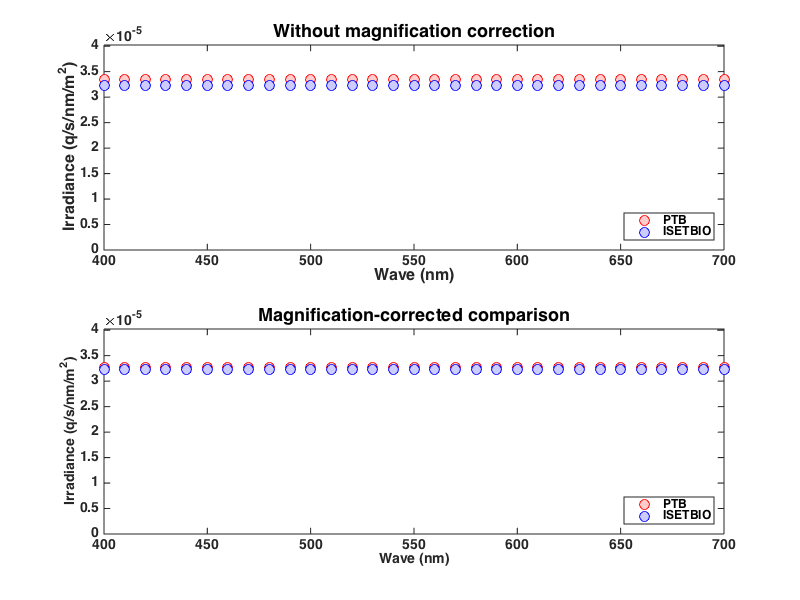 Without magnification correction
×10⁻⁵
4
3.5
3
2.5
2
1.5
1
0.5
0
Irradiance (q/s/nm/m²)
400 450 500 550 600 650 700
Wave (nm)
PTB
ISETBIO
Magnification-corrected comparison
×10⁻⁵
4
3.5
3
2.5
2
1.5
1
0.5
0
Irradiance (q/s/nm/m²)
400 450 500 550 600 650 700
Wave (nm)
PTB
ISETBIO